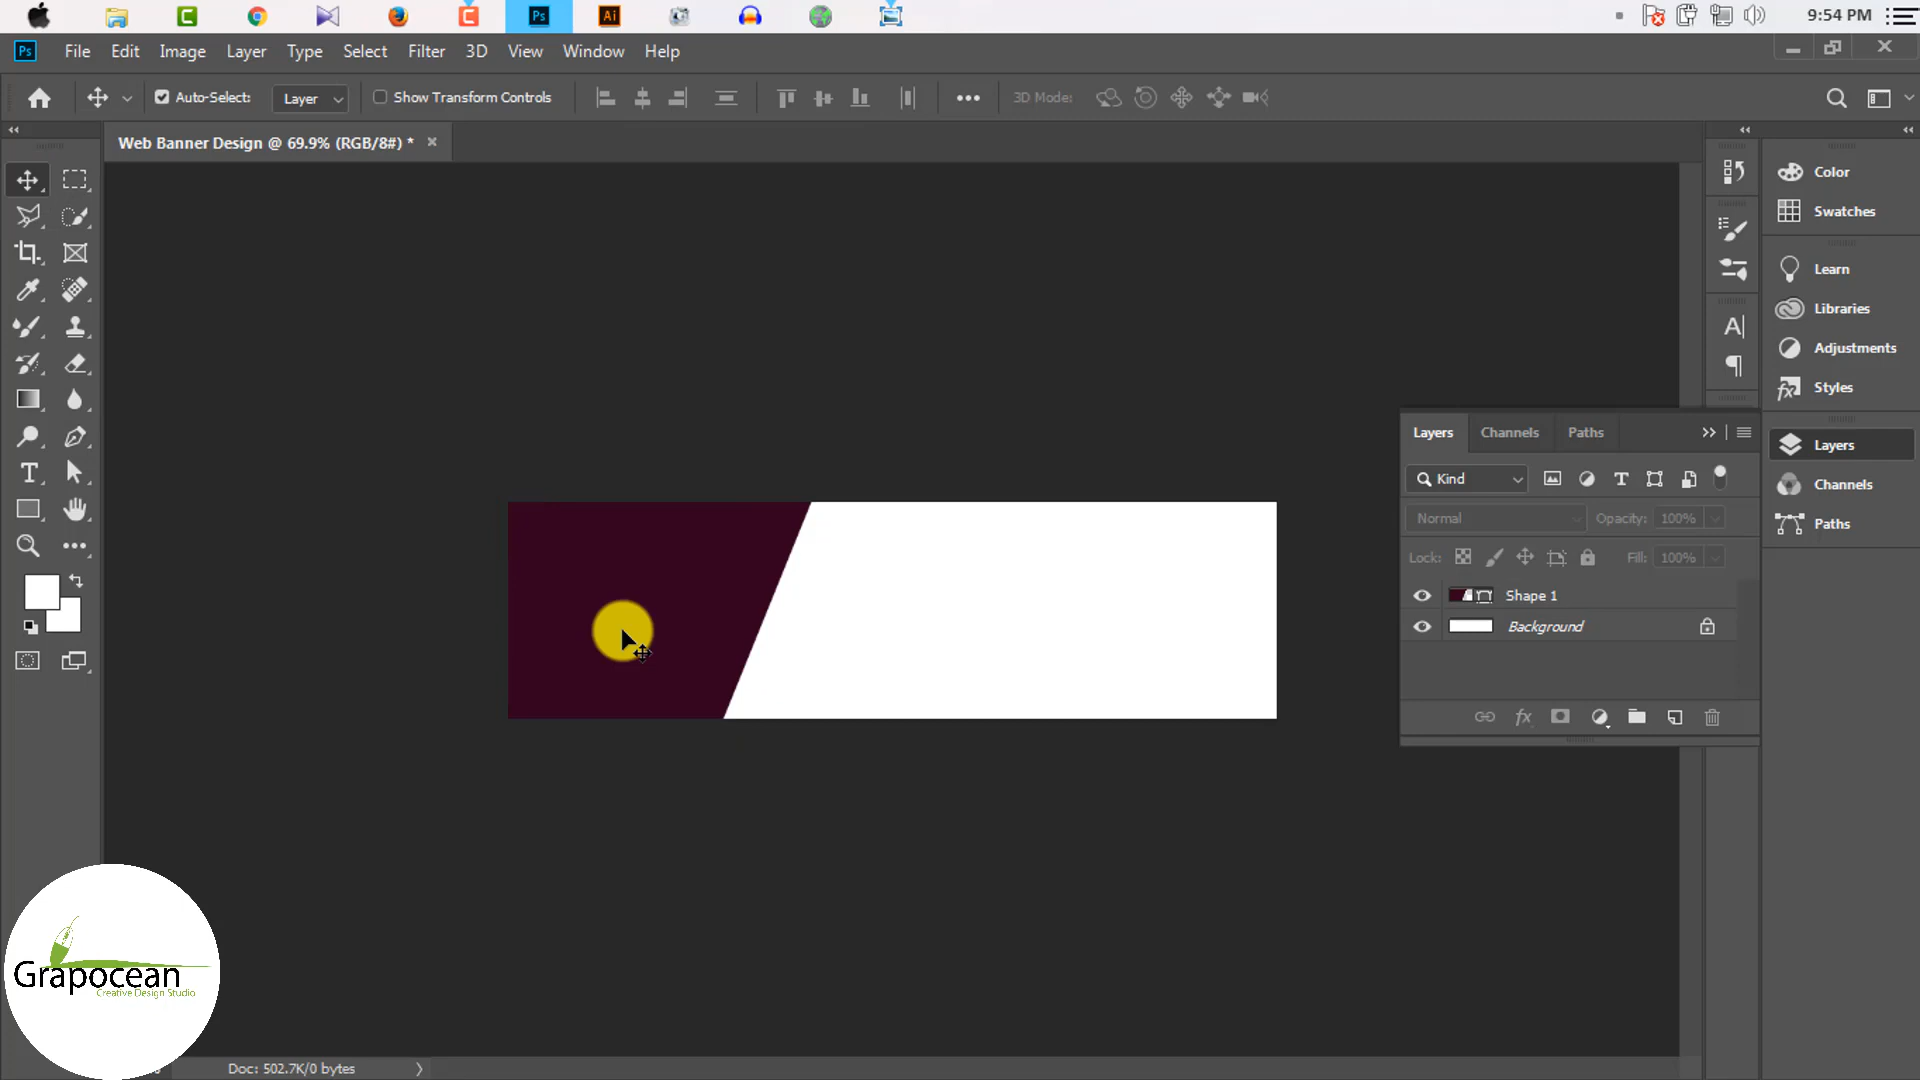 Ps
Ai
9:54 PM
Ps File Edit Image Layer Type Select Filter 3D View Window Help
Auto-Select: Layer Show Transform Controls 3D Mode:
Web Banner Design @ 69.9% (RGB/8#) * ×
Color
Swatches
Learn
Libraries
Adjustments
Styles
Layers
Channels
Paths
Layers Channels Paths
Kind
Normal Opacity: 100%
Lock: Fill: 100%
Shape 1
Background
Grapocean
Creative Design Studio
Doc: 502.7K/0 bytes